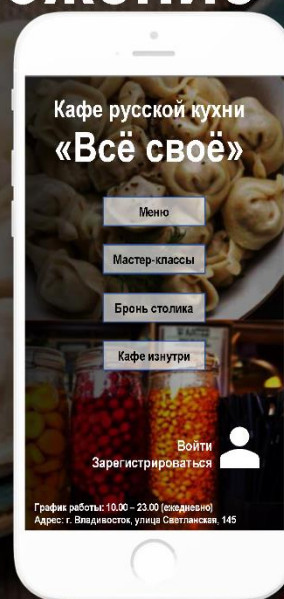 Кафе русской кухни
«Всё своё»
Меню
Мастер-классы
Бронь столика
Кафе изнутри
Войти
Зарегистрироваться
График работы: 10.00 – 23.00 (ежедневно)
Адрес: г. Владивосток, улица Светланская, 145